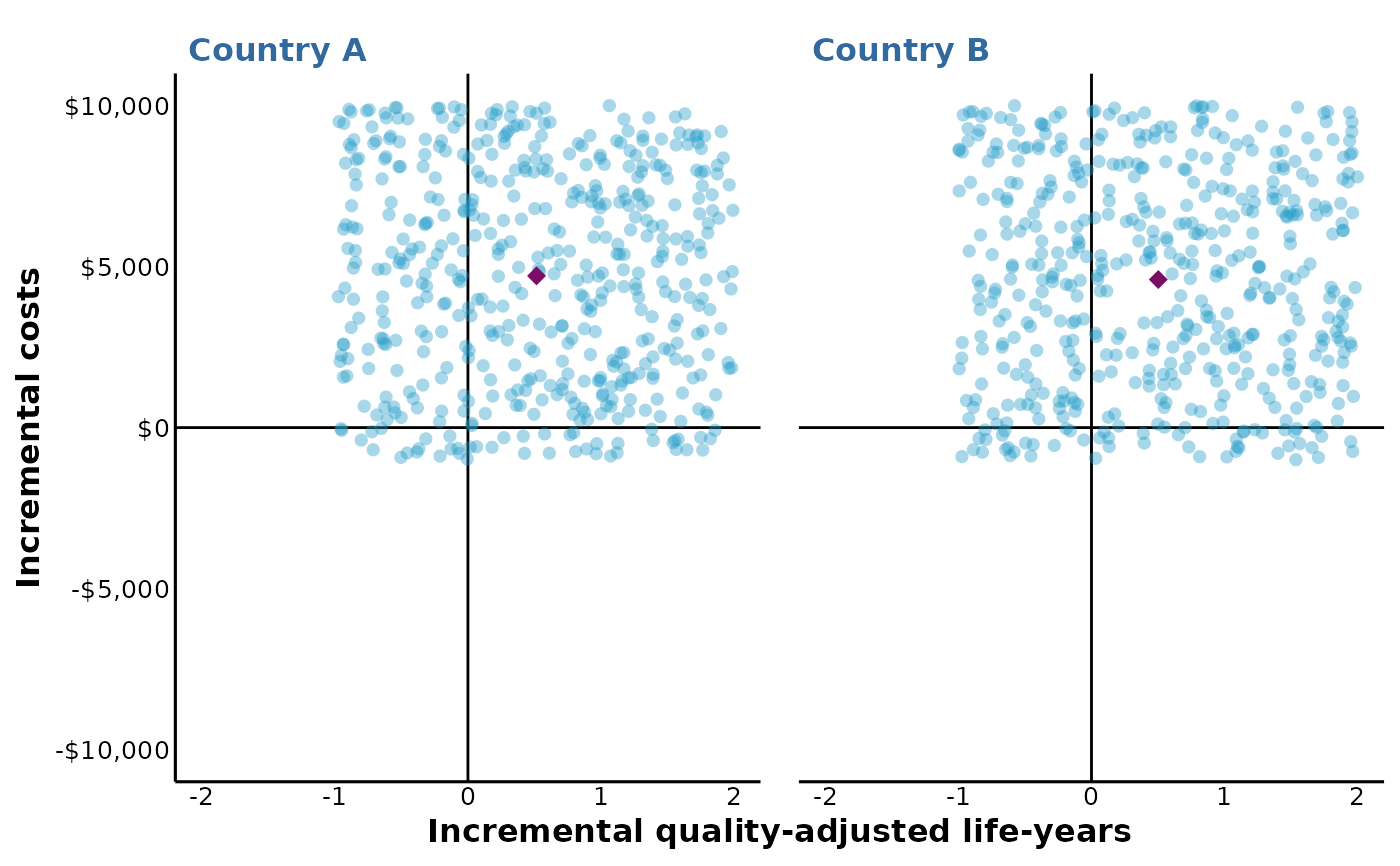 Country A
Country B
Incremental costs
$10,000
$5,000
$0
-$5,000
-$10,000
-2 -1 0 1 2
-2 -1 0 1 2
Incremental quality-adjusted life-years